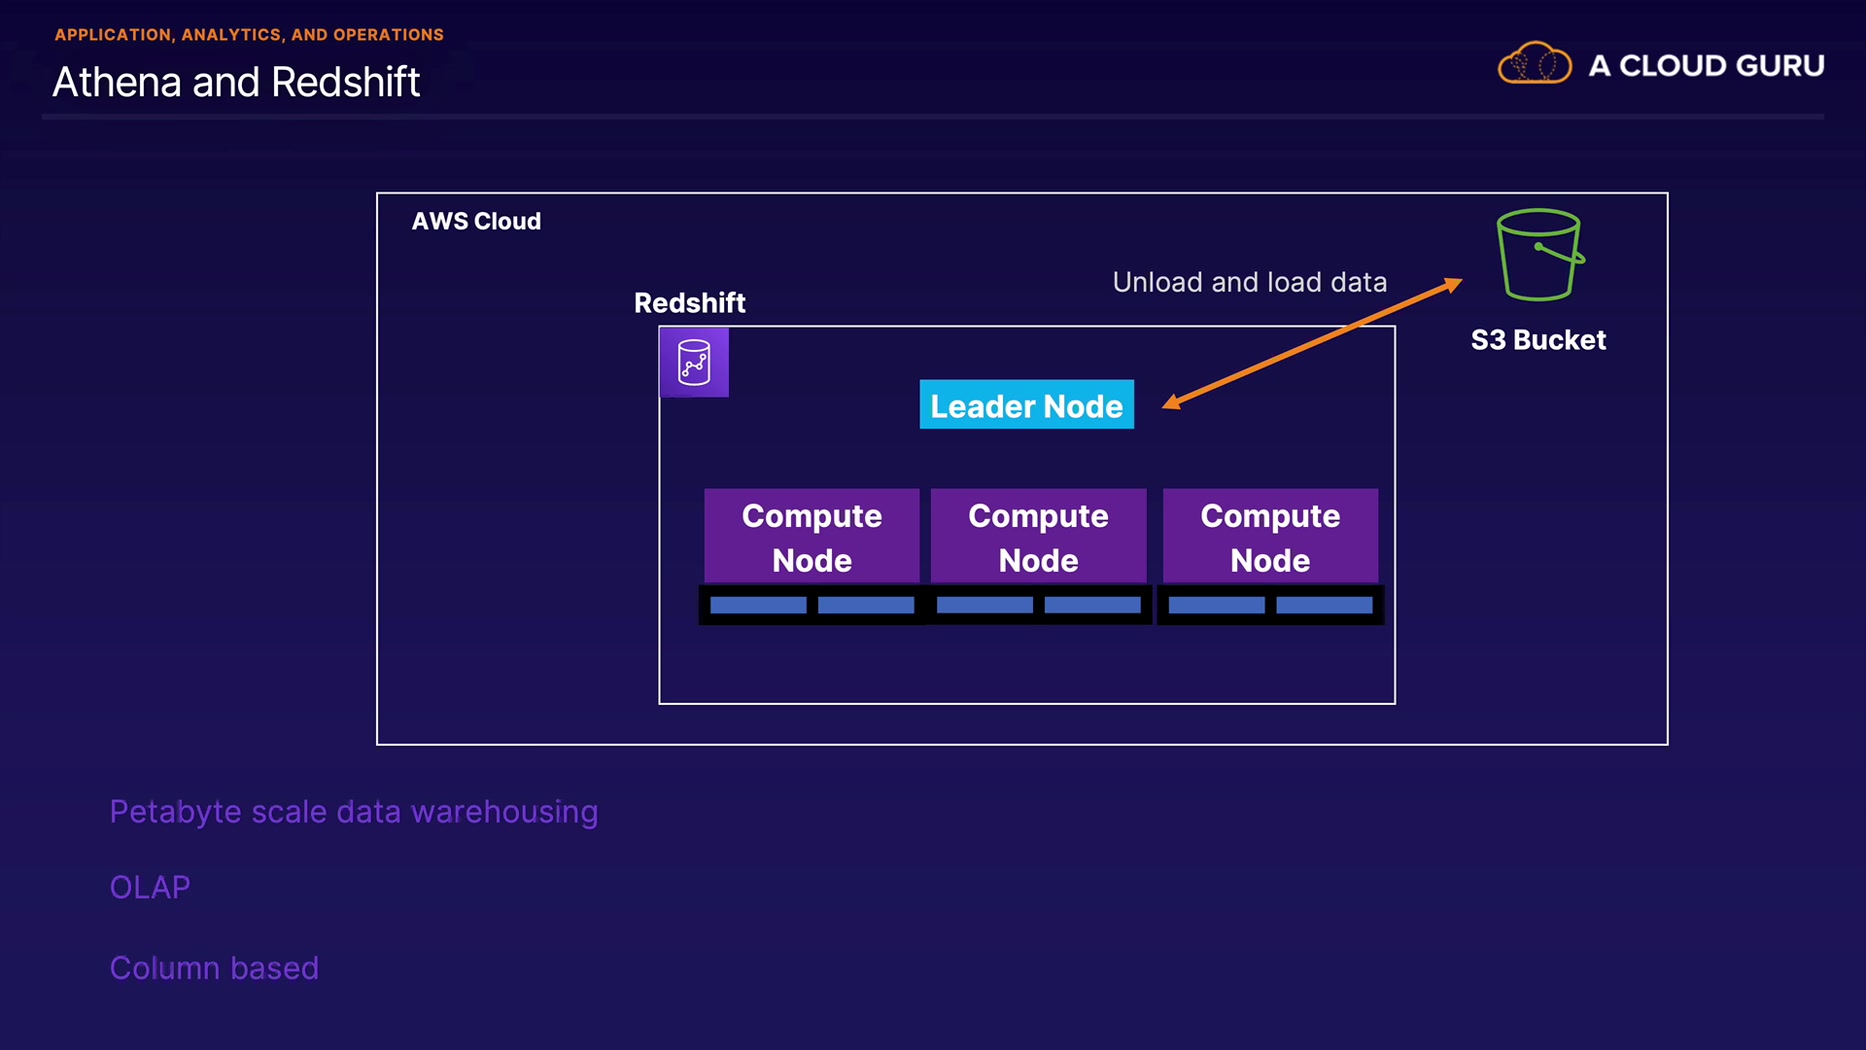 APPLICATION, ANALYTICS, AND OPERATIONS
Athena and Redshift
A CLOUD GURU
AWS Cloud
Unload and load data
Redshift
S3 Bucket
Leader Node
Compute
Node
Compute
Node
Compute
Node
Petabyte scale data warehousing
OLAP
Column based